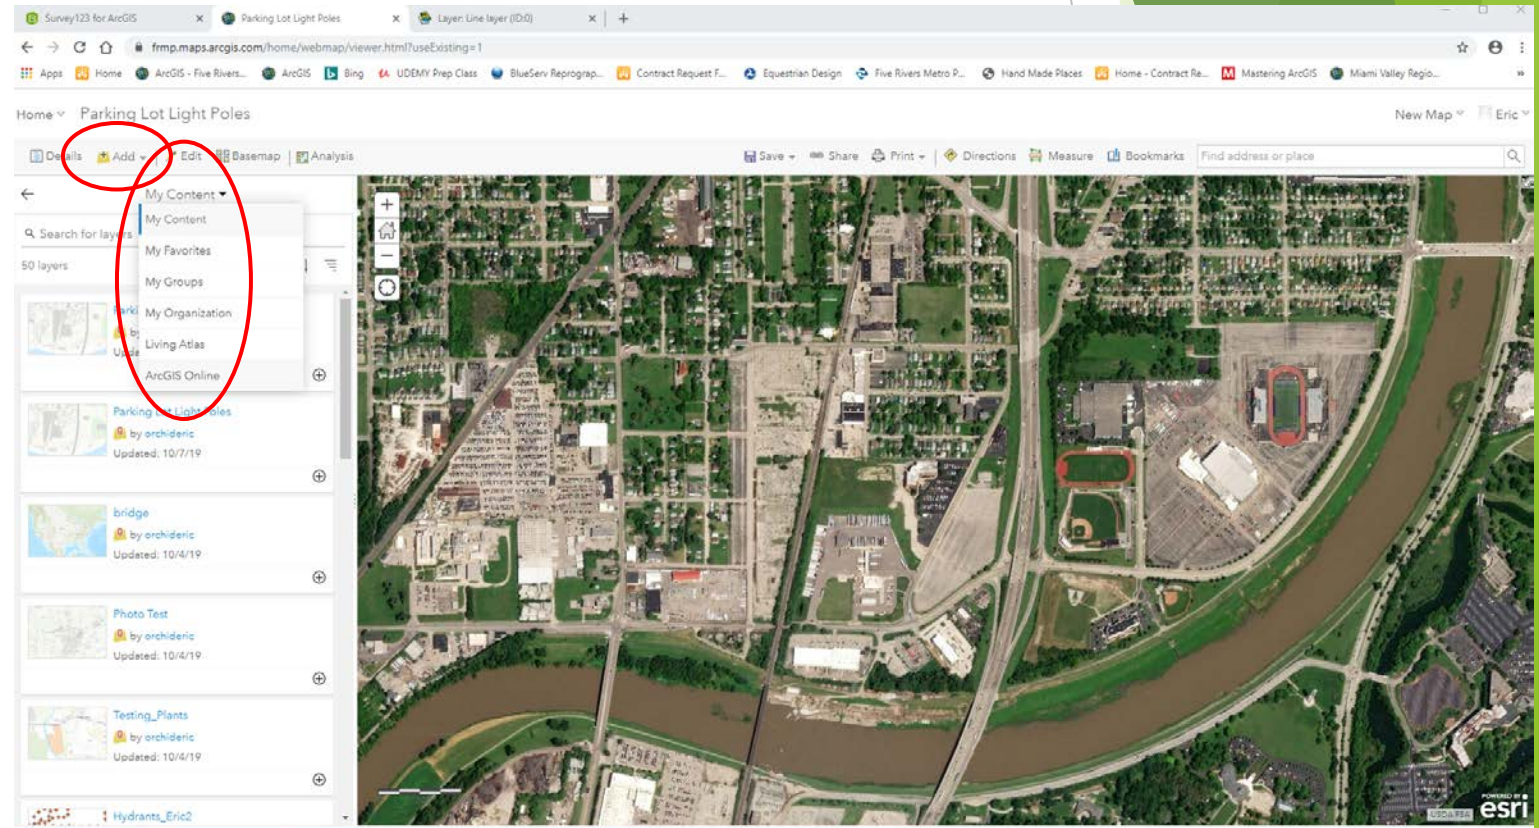 Survey123 for ArcGIS
Parking Lot Light Poles
Layer: Line layer (ID:0)
frmp.maps.arcgis.com/home/webmap/viewer.html?useExisting=1
Apps Home ArcGIS - Five Rivers... ArcGIS Bing UDEMY Prep Class BlueServ Reprograp... Contract Request F... Equestrian Design Five Rivers Metro P... Hand Made Places Home - Contract Re... Mastering ArcGIS Miami Valley Regio...
Home Parking Lot Light Poles New Map Eric
Details Add Edit Basemap Analysis Save Share Print Directions Measure Bookmarks Find address or place
My Content
My Content
My Favorites
My Groups
My Organization
Living Atlas
ArcGIS Online
Search for layers
50 layers
Parking Lot Light Poles
by orchideric
Updated: 10/7/19
bridge
by orchideric
Updated: 10/4/19
Photo Test
by orchideric
Updated: 10/4/19
Testing_Plants
by orchideric
Updated: 10/4/19
Hydrants_Eric2
POWERED BY
esri
USDA FSA